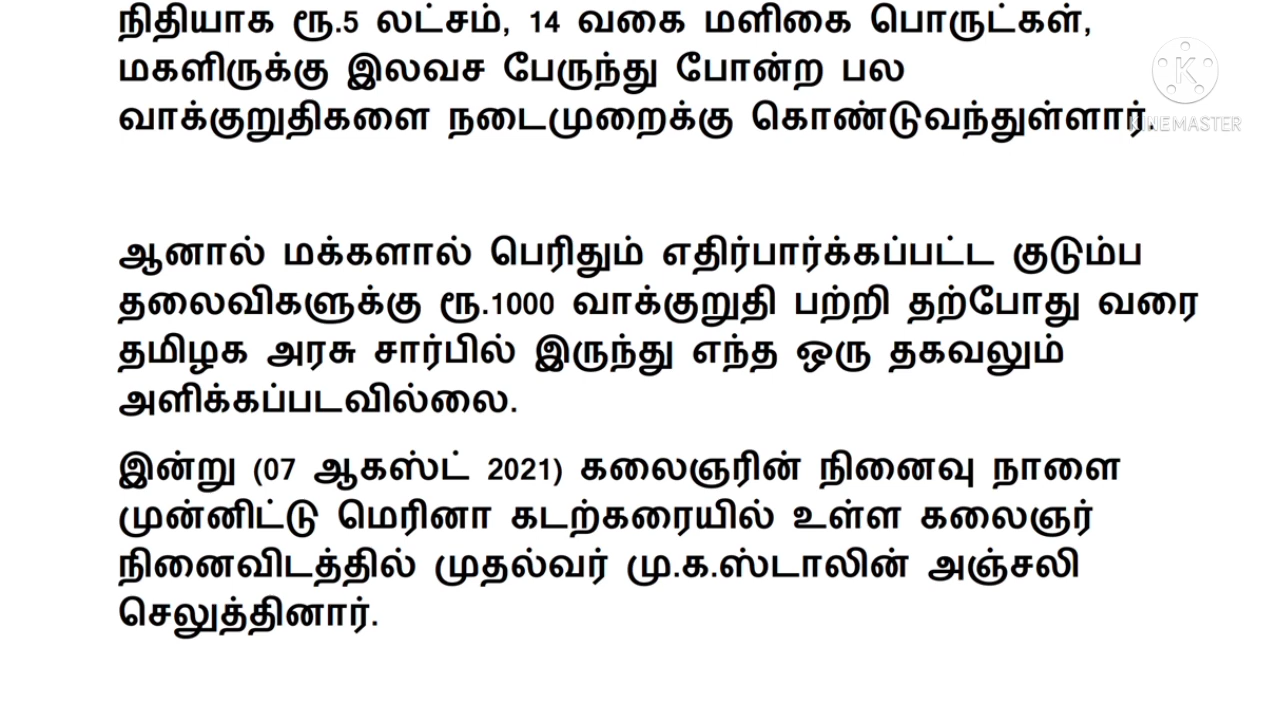 நிதியாக ரூ.5 லட்சம், 14 வகை மளிகை பொருட்கள்,
மகளிருக்கு இலவச பேருந்து போன்ற பல
வாக்குறுதிகளை நடைமுறைக்கு கொண்டுவந்துள்ளார்.
K
KINEMASTER
ஆனால் மக்களால் பெரிதும் எதிர்பார்க்கப்பட்ட குடும்ப
தலைவிகளுக்கு ரூ.1000 வாக்குறுதி பற்றி தற்போது வரை
தமிழக அரசு சார்பில் இருந்து எந்த ஒரு தகவலும்
அளிக்கப்படவில்லை.
இன்று (07 ஆகஸ்ட் 2021) கலைஞரின் நினைவு நாளை
முன்னிட்டு மெரினா கடற்கரையில் உள்ள கலைஞர்
நினைவிடத்தில் முதல்வர் மு.க.ஸ்டாலின் அஞ்சலி
செலுத்தினார்.